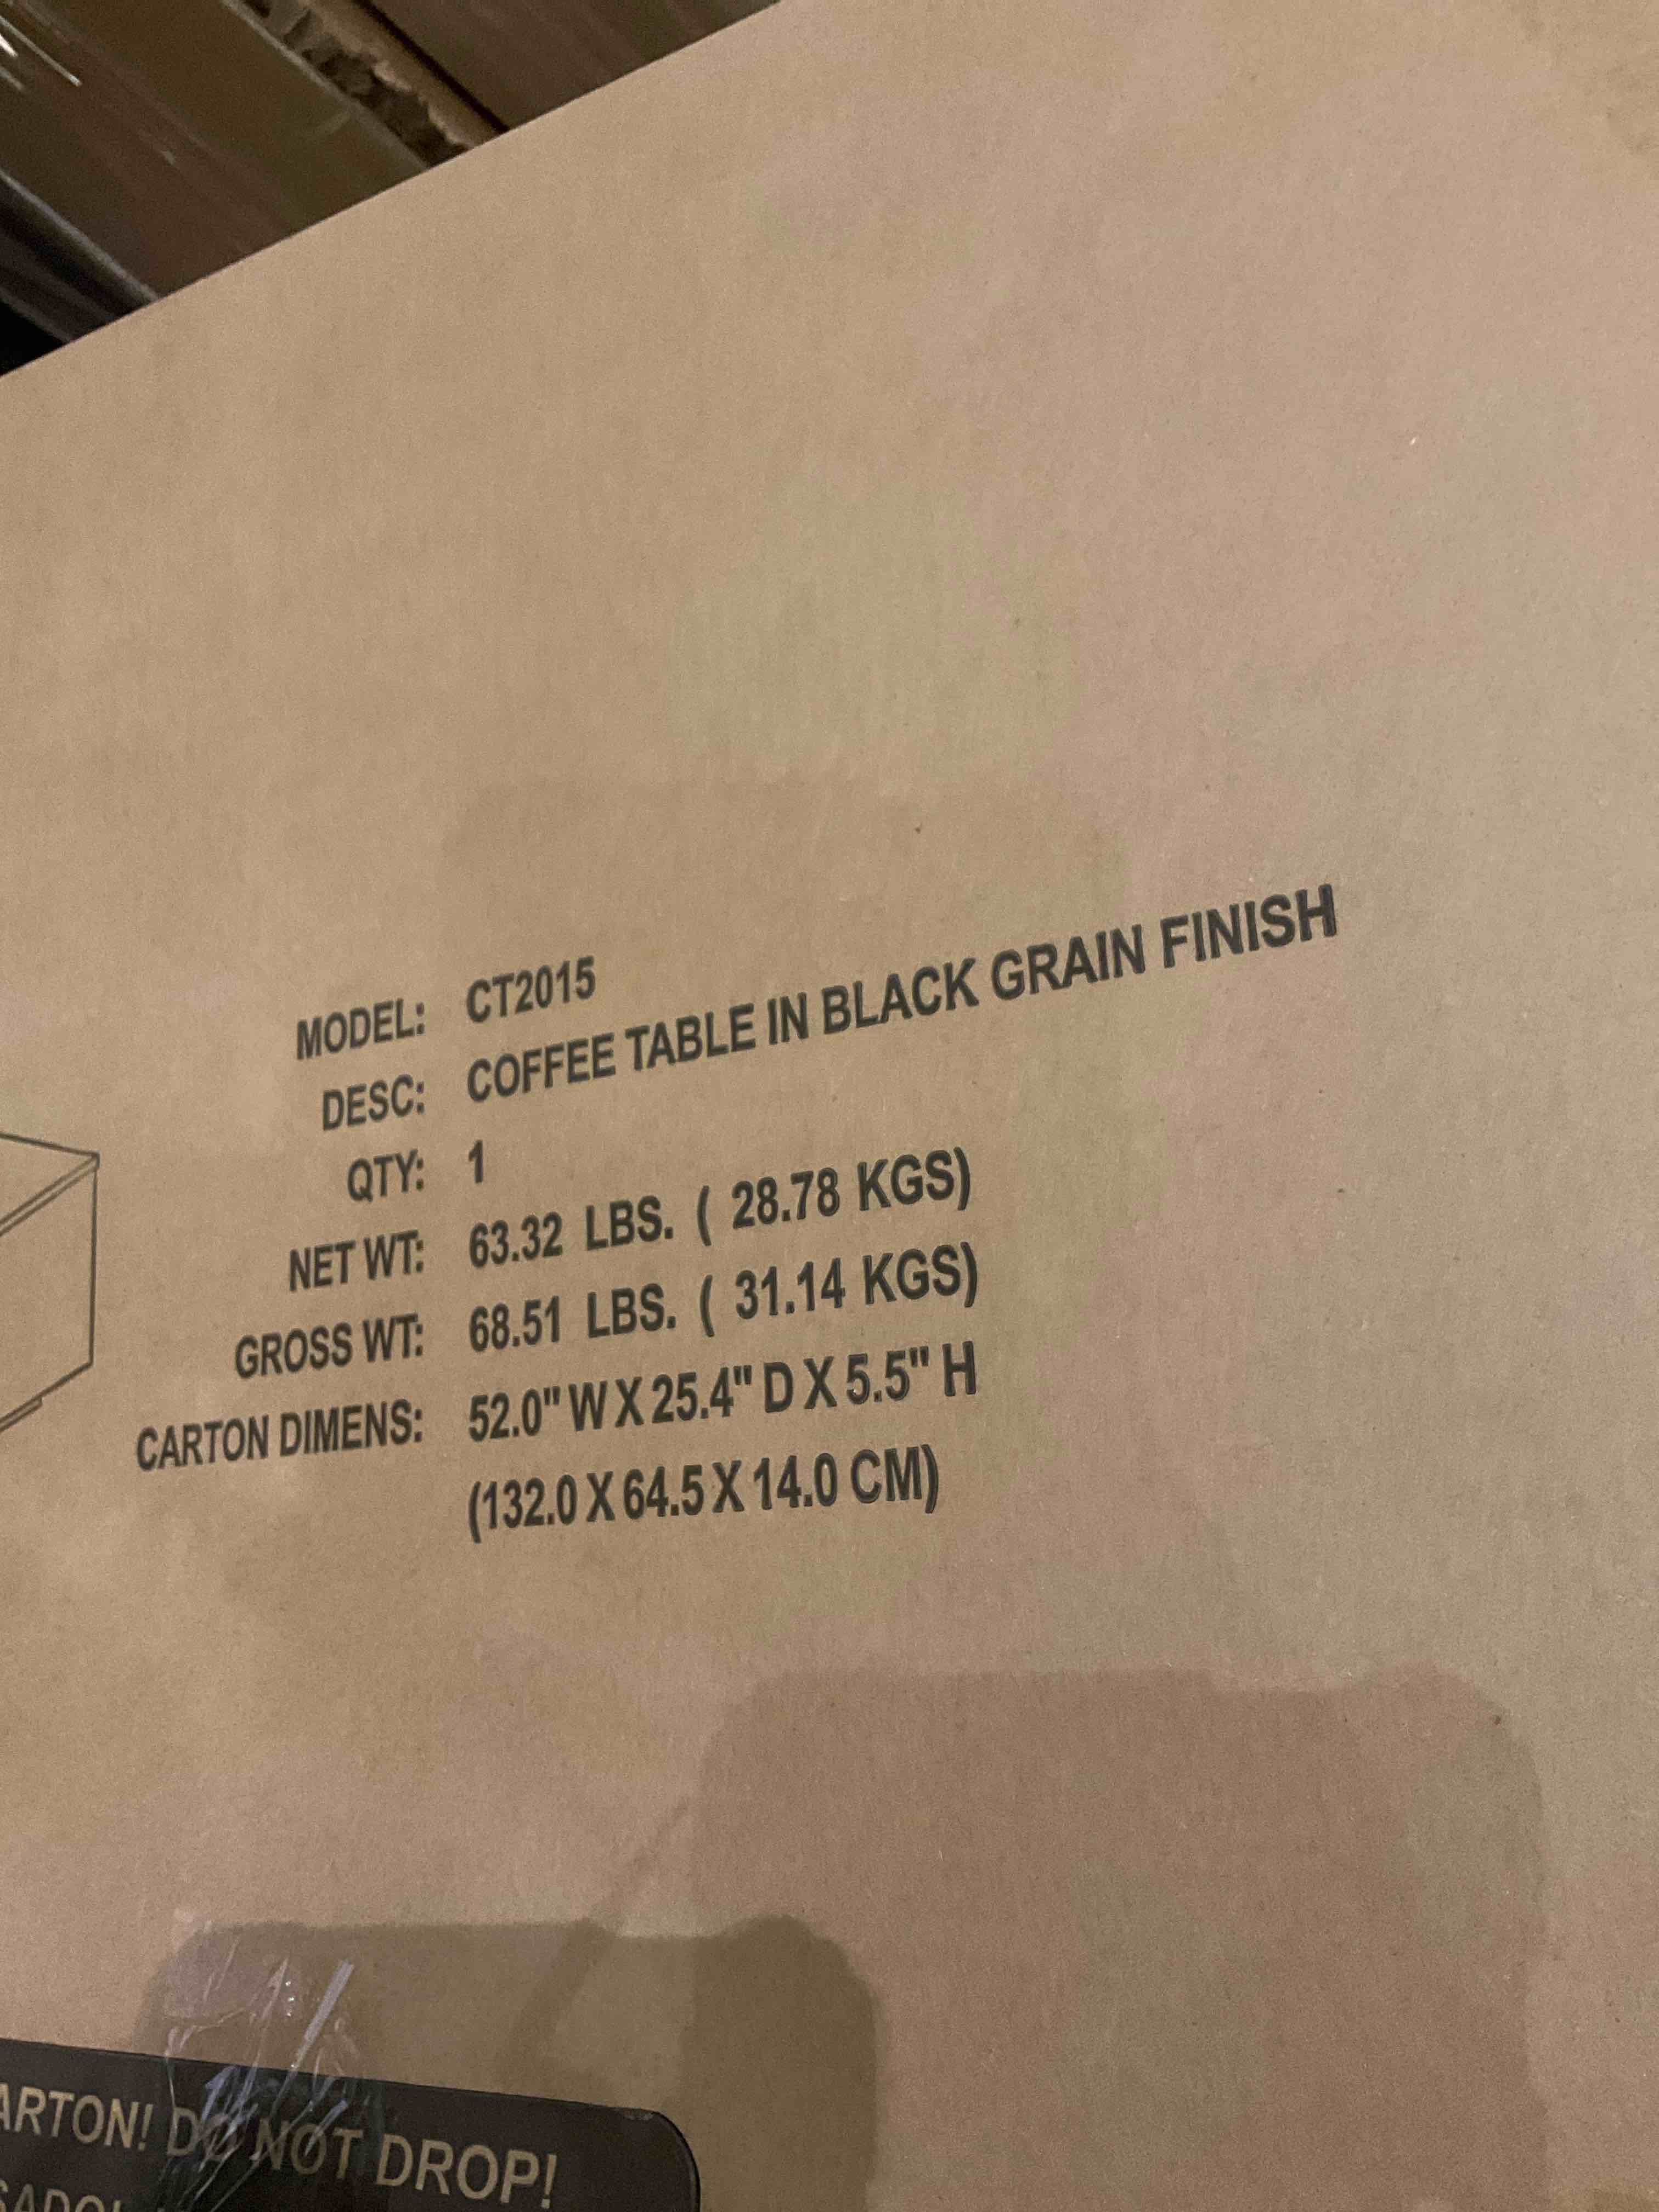 MODEL: CT2015
DESC: COFFEE TABLE IN BLACK GRAIN FINISH
QTY: 1
NET WT: 63.32 LBS. ( 28.78 KGS)
GROSS WT: 68.51 LBS. ( 31.14 KGS)
CARTON DIMENS: 52.0" W X 25.4" D X 5.5" H
(132.0 X 64.5 X 14.0 CM)
ARTON! DO NOT DROP!